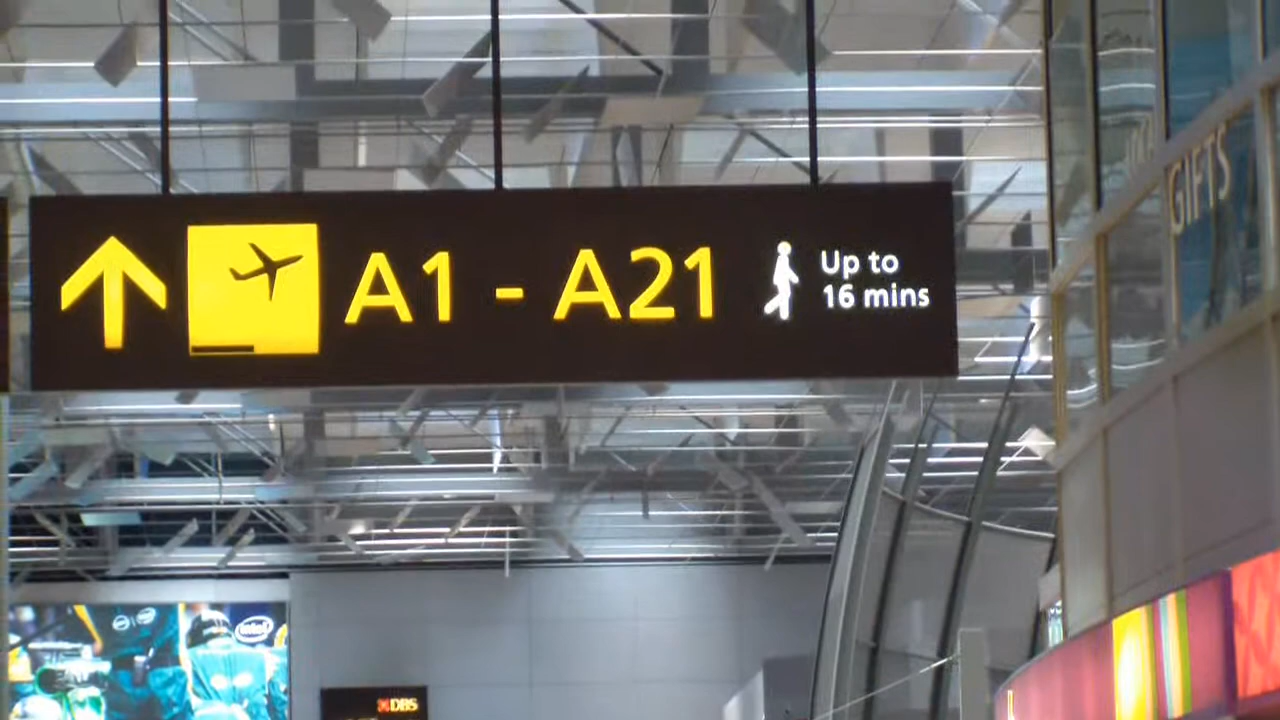 A1 - A21
Up to
16 mins
GIFTS
intel
DBS